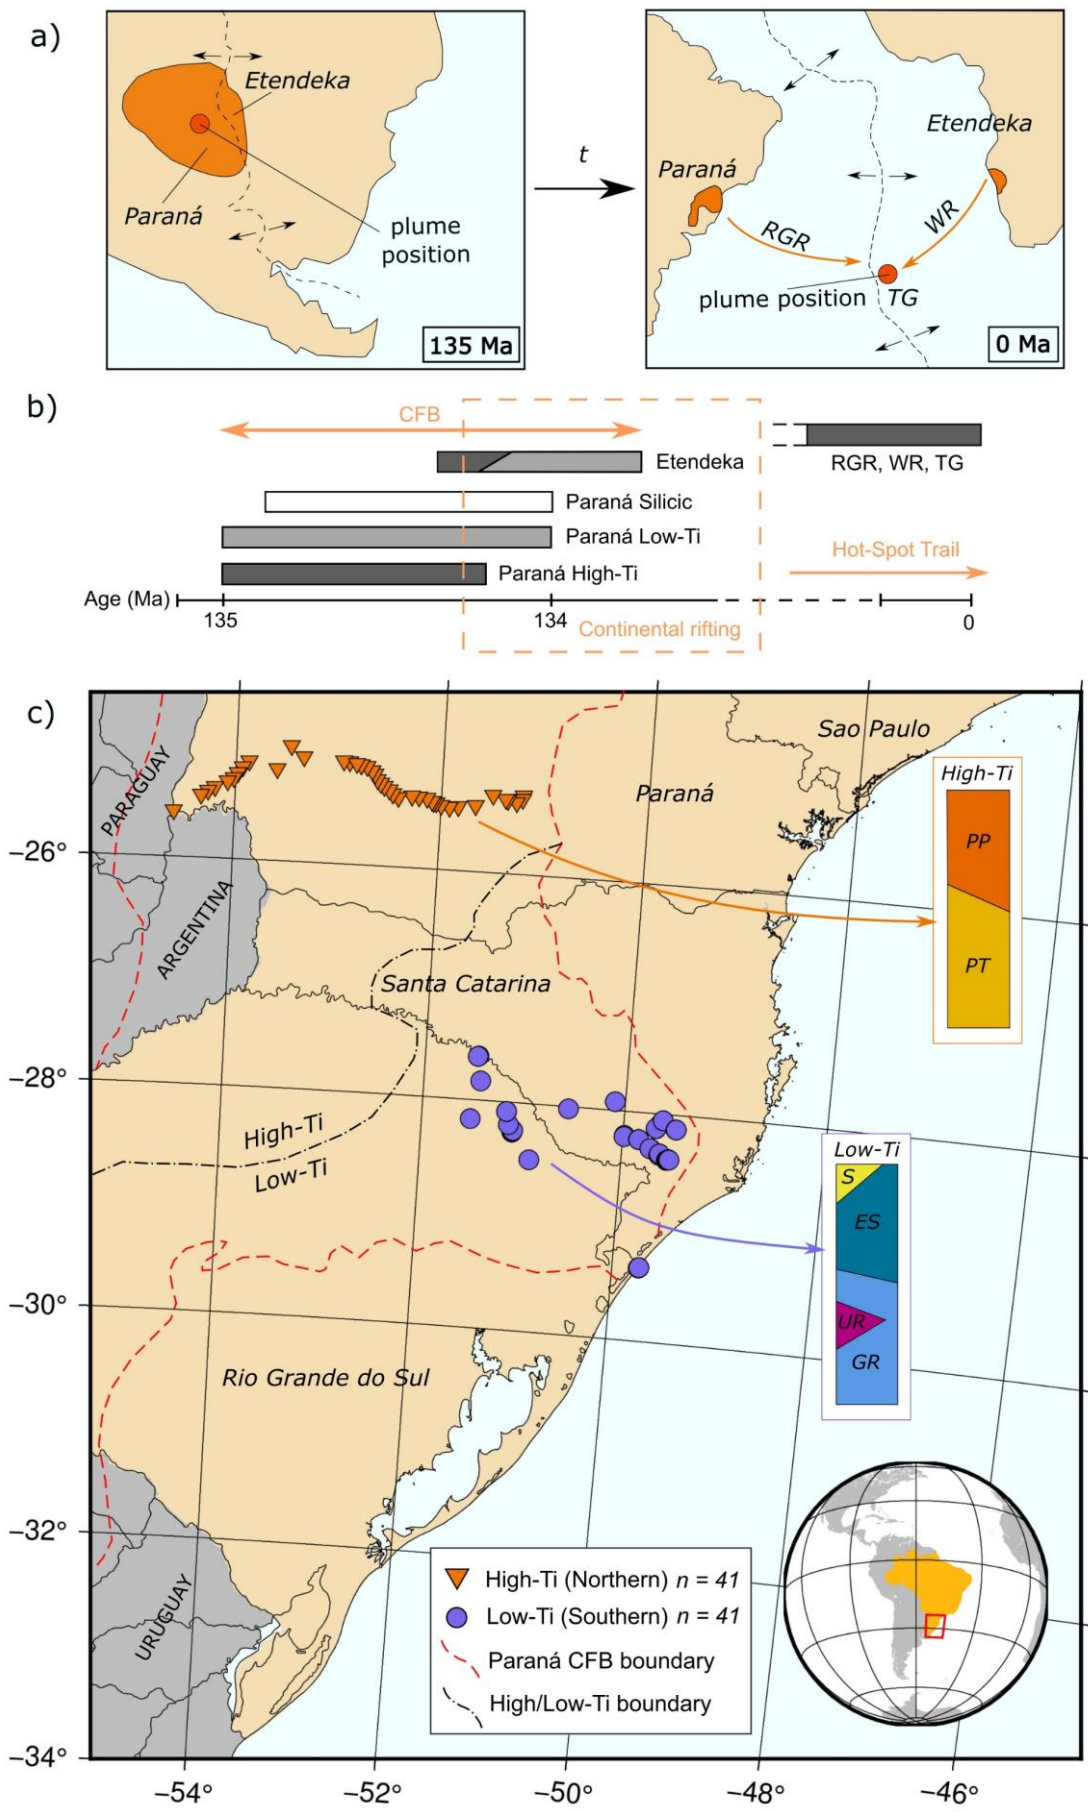 a)
Etendeka
Paraná
plume
position
135 Ma
t
Etendeka
Paraná
RGR
WR
plume position
TG
0 Ma
b)
CFB
Etendeka
RGR, WR, TG
Paraná Silicic
Paraná Low-Ti
Hot-Spot Trail
Paraná High-Ti
Age (Ma)
135
134
0
Continental rifting
c)
PARAGUAY
Sao Paulo
Paraná
High-Ti
PP
PT
−26°
ARGENTINA
Santa Catarina
−28°
High-Ti
Low-Ti
Low-Ti
S
ES
UR
GR
−30°
Rio Grande do Sul
−32°
URUGUAY
High-Ti (Northern) n = 41
Low-Ti (Southern) n = 41
Paraná CFB boundary
High/Low-Ti boundary
−34°
−54°
−52°
−50°
−48°
−46°